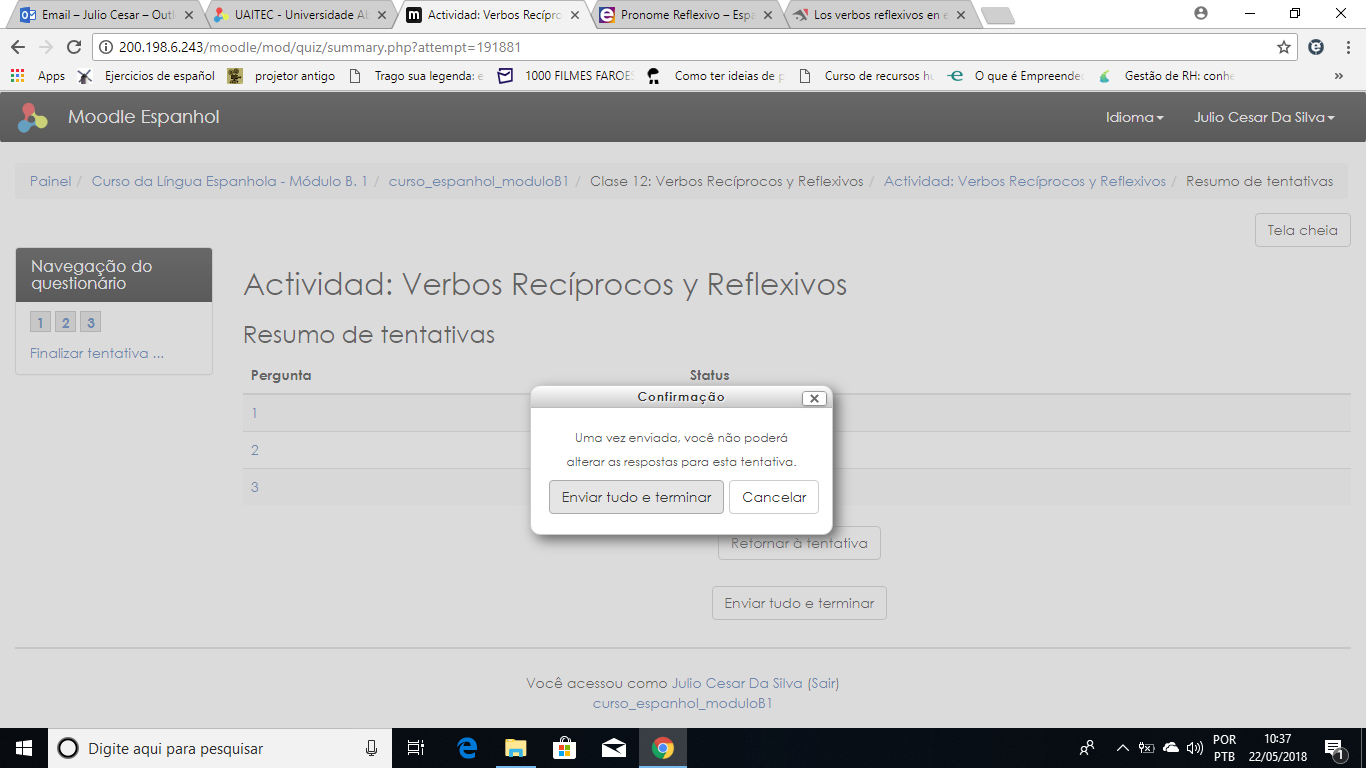 Email – Julio Cesar – Outl
UAITEC - Universidade Ab
Actividad: Verbos Recípro
Pronome Reflexivo – Espa
Los verbos reflexivos en e
200.198.6.243/moodle/mod/quiz/summary.php?attempt=191881
Apps
Ejercicios de español
projetor antigo
Trago sua legenda: e
1000 FILMES FAROES
Como ter ideias de p
Curso de recursos hu
O que é Empreende
Gestão de RH: conhe
»
Moodle Espanhol
Idioma
Julio Cesar Da Silva
Painel / Curso da Língua Espanhola - Módulo B. 1 / curso_espanhol_moduloB1 / Clase 12: Verbos Recíprocos y Reflexivos / Actividad: Verbos Recíprocos y Reflexivos / Resumo de tentativas
Tela cheia
Navegação do
questionário
1 2 3
Finalizar tentativa ...
Actividad: Verbos Recíprocos y Reflexivos
Resumo de tentativas
Pergunta Status
1
2
3
Confirmação
Uma vez enviada, você não poderá
alterar as respostas para esta tentativa.
Enviar tudo e terminar Cancelar
Retornar à tentativa
Enviar tudo e terminar
Você acessou como Julio Cesar Da Silva (Sair)
curso_espanhol_moduloB1
Digite aqui para pesquisar
POR
PTB
10:37
22/05/2018
1